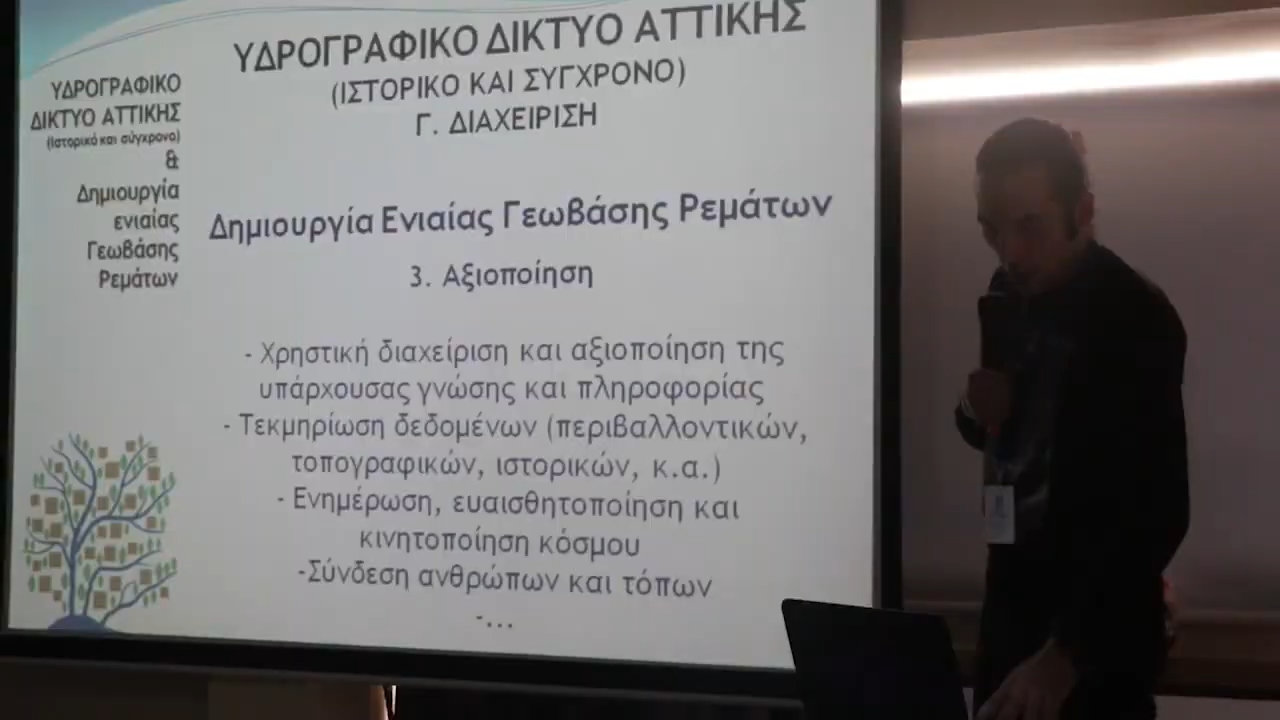 ΥΔΡΟΓΡΑΦΙΚΟ
ΔΙΚΤΥΟ ΑΤΤΙΚΗΣ
(Ιστορικό και σύγχρονο)
&
Δημιουργία
ενιαίας
Γεωβάσης
Ρεμάτων
ΥΔΡΟΓΡΑΦΙΚΟ ΔΙΚΤΥΟ ΑΤΤΙΚΗΣ
(ΙΣΤΟΡΙΚΟ ΚΑΙ ΣΥΓΧΡΟΝΟ)
Γ. ΔΙΑΧΕΙΡΙΣΗ
Δημιουργία Ενιαίας Γεωβάσης Ρεμάτων
3. Αξιοποίηση
- Χρηστική διαχείριση και αξιοποίηση της
υπάρχουσας γνώσης και πληροφορίας
- Τεκμηρίωση δεδομένων (περιβαλλοντικών,
τοπογραφικών, ιστορικών, κ.α.)
- Ενημέρωση, ευαισθητοποίηση και
κινητοποίηση κόσμου
-Σύνδεση ανθρώπων και τόπων
-...